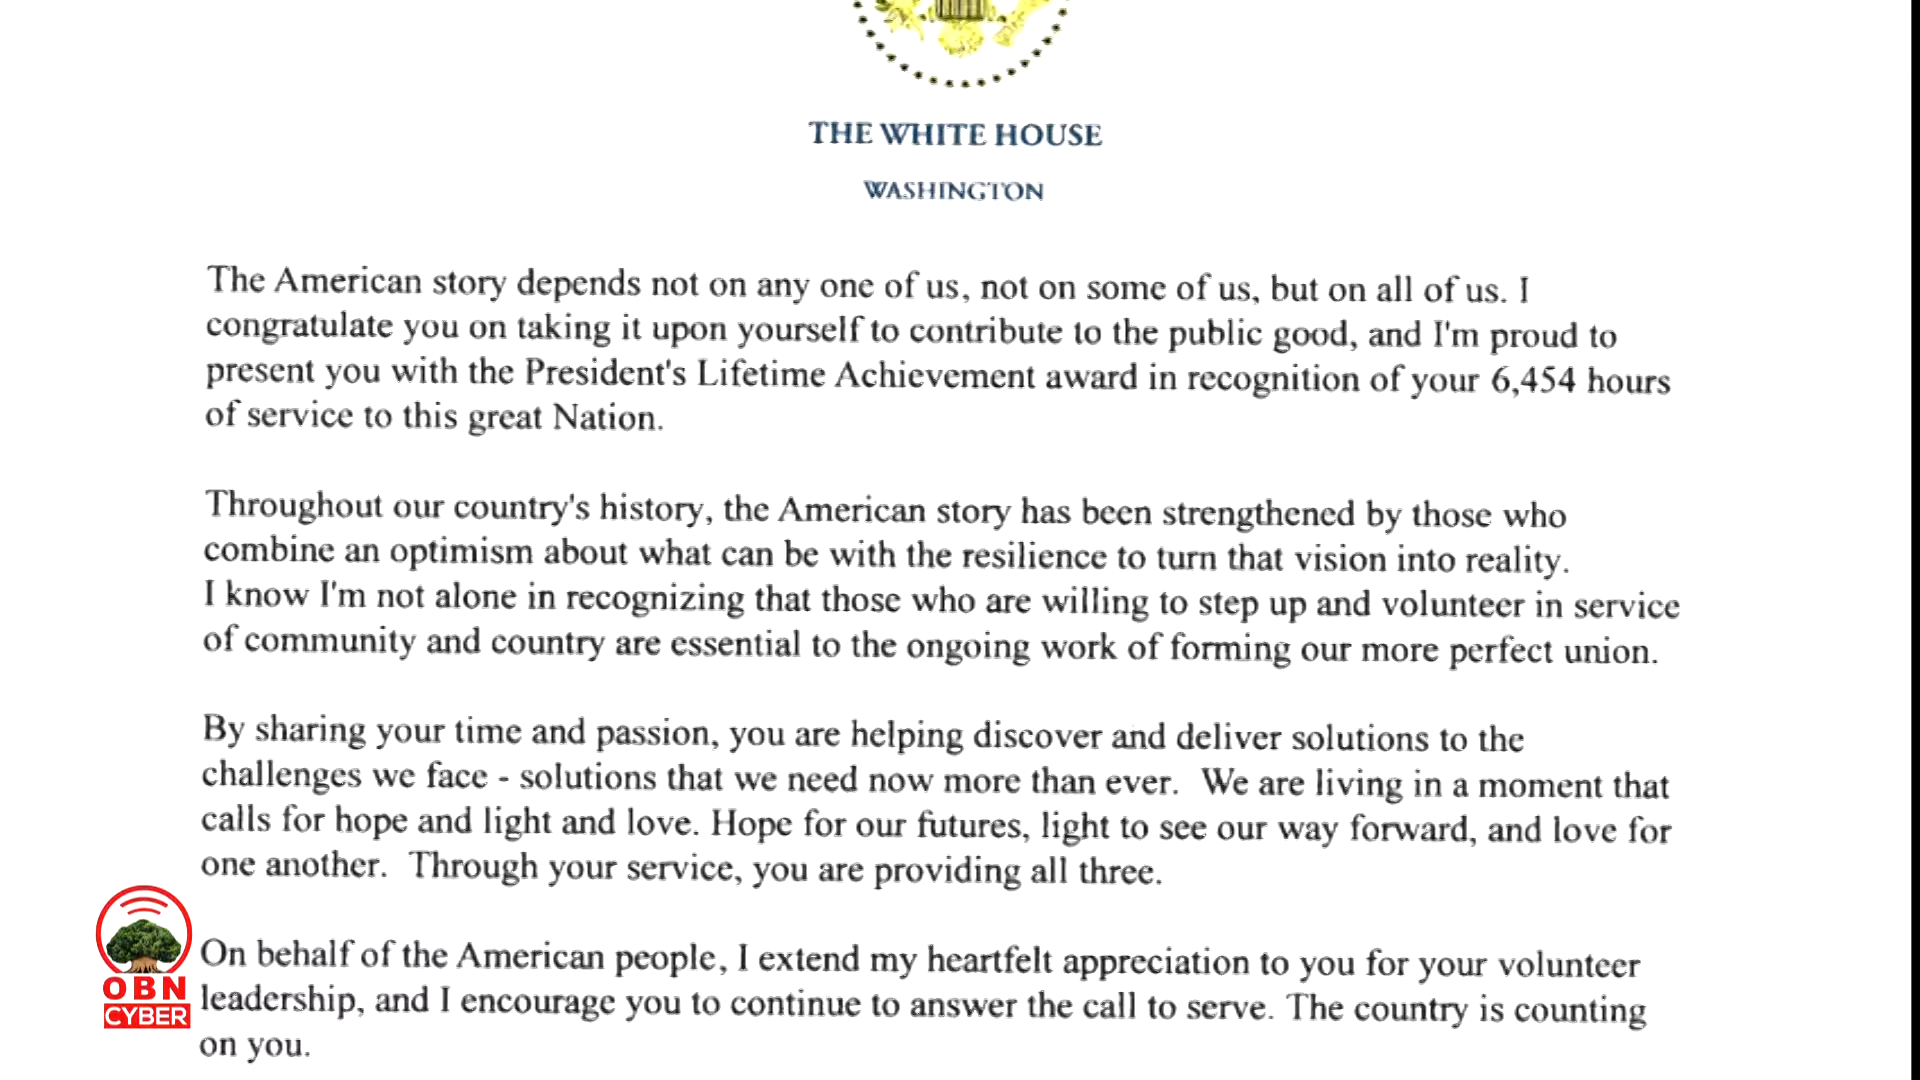 THE WHITE HOUSE
WASHINGTON
The American story depends not on any one of us, not on some of us, but on all of us. I
congratulate you on taking it upon yourself to contribute to the public good, and I'm proud to
present you with the President's Lifetime Achievement award in recognition of your 6,454 hours
of service to this great Nation.
Throughout our country's history, the American story has been strengthened by those who
combine an optimism about what can be with the resilience to turn that vision into reality.
I know I'm not alone in recognizing that those who are willing to step up and volunteer in service
of community and country are essential to the ongoing work of forming our more perfect union.
By sharing your time and passion, you are helping discover and deliver solutions to the
challenges we face - solutions that we need now more than ever. We are living in a moment that
calls for hope and light and love. Hope for our futures, light to see our way forward, and love for
one another. Through your service, you are providing all three.
On behalf of the American people, I extend my heartfelt appreciation to you for your volunteer
leadership, and I encourage you to continue to answer the call to serve. The country is counting
on you.
OBN
CYBER